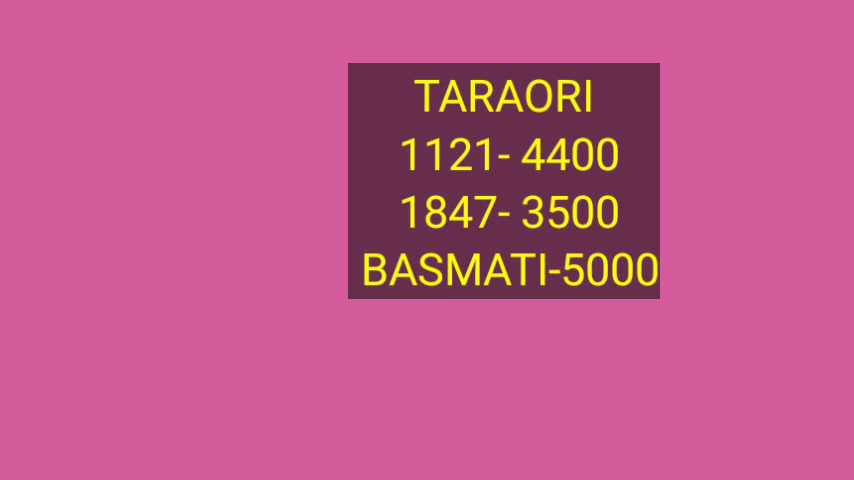 TARAORI
1121- 4400
1847- 3500
BASMATI-5000